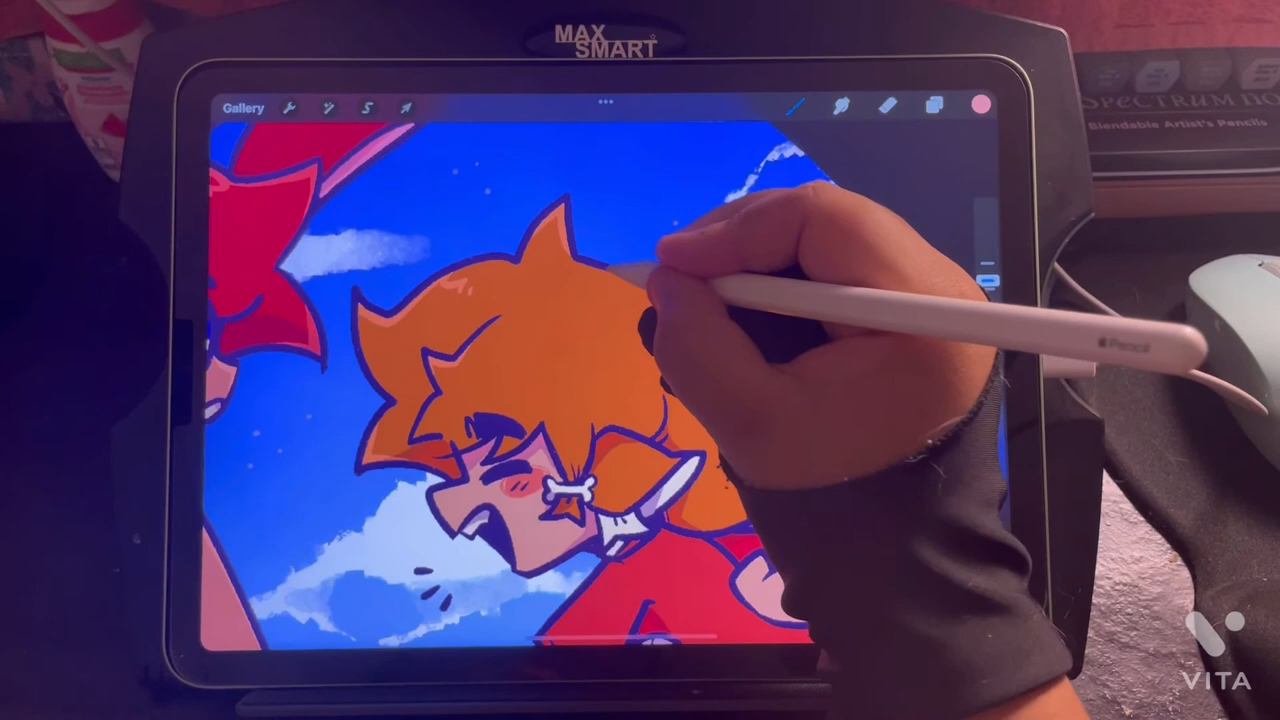 MAX
SMART
Gallery
SPECTRUM NO
Blendable Artist's Pencils
Pencil
VITA